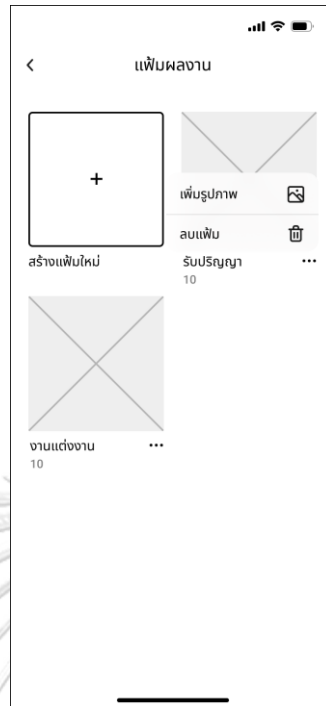 แฟ้มผลงาน
+
เพิ่มรูปภาพ
ลบแฟ้ม
สร้างแฟ้มใหม่
รับปริญญา
10
งานแต่งงาน
10